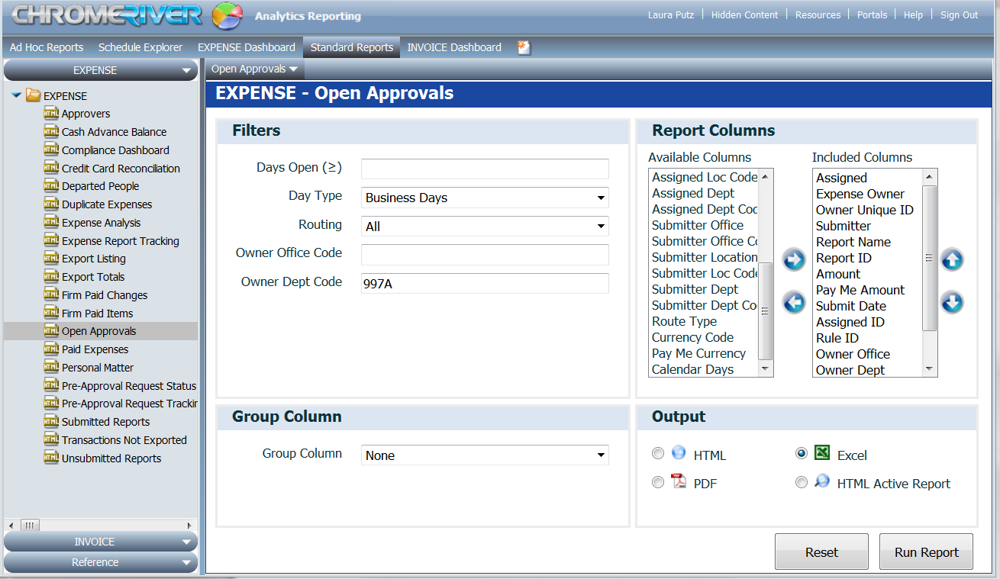 CHROMERIVER Analytics Reporting
Laura Putz | Hidden Content | Resources | Portals | Help | Sign Out
Ad Hoc Reports Schedule Explorer EXPENSE Dashboard Standard Reports INVOICE Dashboard
EXPENSE
EXPENSE
Approvers
Cash Advance Balance
Compliance Dashboard
Credit Card Reconciliation
Departed People
Duplicate Expenses
Expense Analysis
Expense Report Tracking
Export Listing
Export Totals
Firm Paid Changes
Firm Paid Items
Open Approvals
Paid Expenses
Personal Matter
Pre-Approval Request Status
Pre-Approval Request Trackin
Submitted Reports
Transactions Not Exported
Unsubmitted Reports
INVOICE
Reference
Open Approvals
EXPENSE - Open Approvals
Filters
Days Open (≥)
Day Type Business Days
Routing All
Owner Office Code
Owner Dept Code 997A
Report Columns
Available Columns
Assigned Loc Code
Assigned Dept
Assigned Dept Cod
Submitter Office
Submitter Office Co
Submitter Location
Submitter Loc Code
Submitter Dept
Submitter Dept Co
Route Type
Currency Code
Pay Me Currency
Calendar Days
Included Columns
Assigned
Expense Owner
Owner Unique ID
Submitter
Report Name
Report ID
Amount
Pay Me Amount
Submit Date
Assigned ID
Rule ID
Owner Office
Owner Dept
Group Column
Group Column None
Output
HTML
Excel
PDF
HTML Active Report
Reset
Run Report